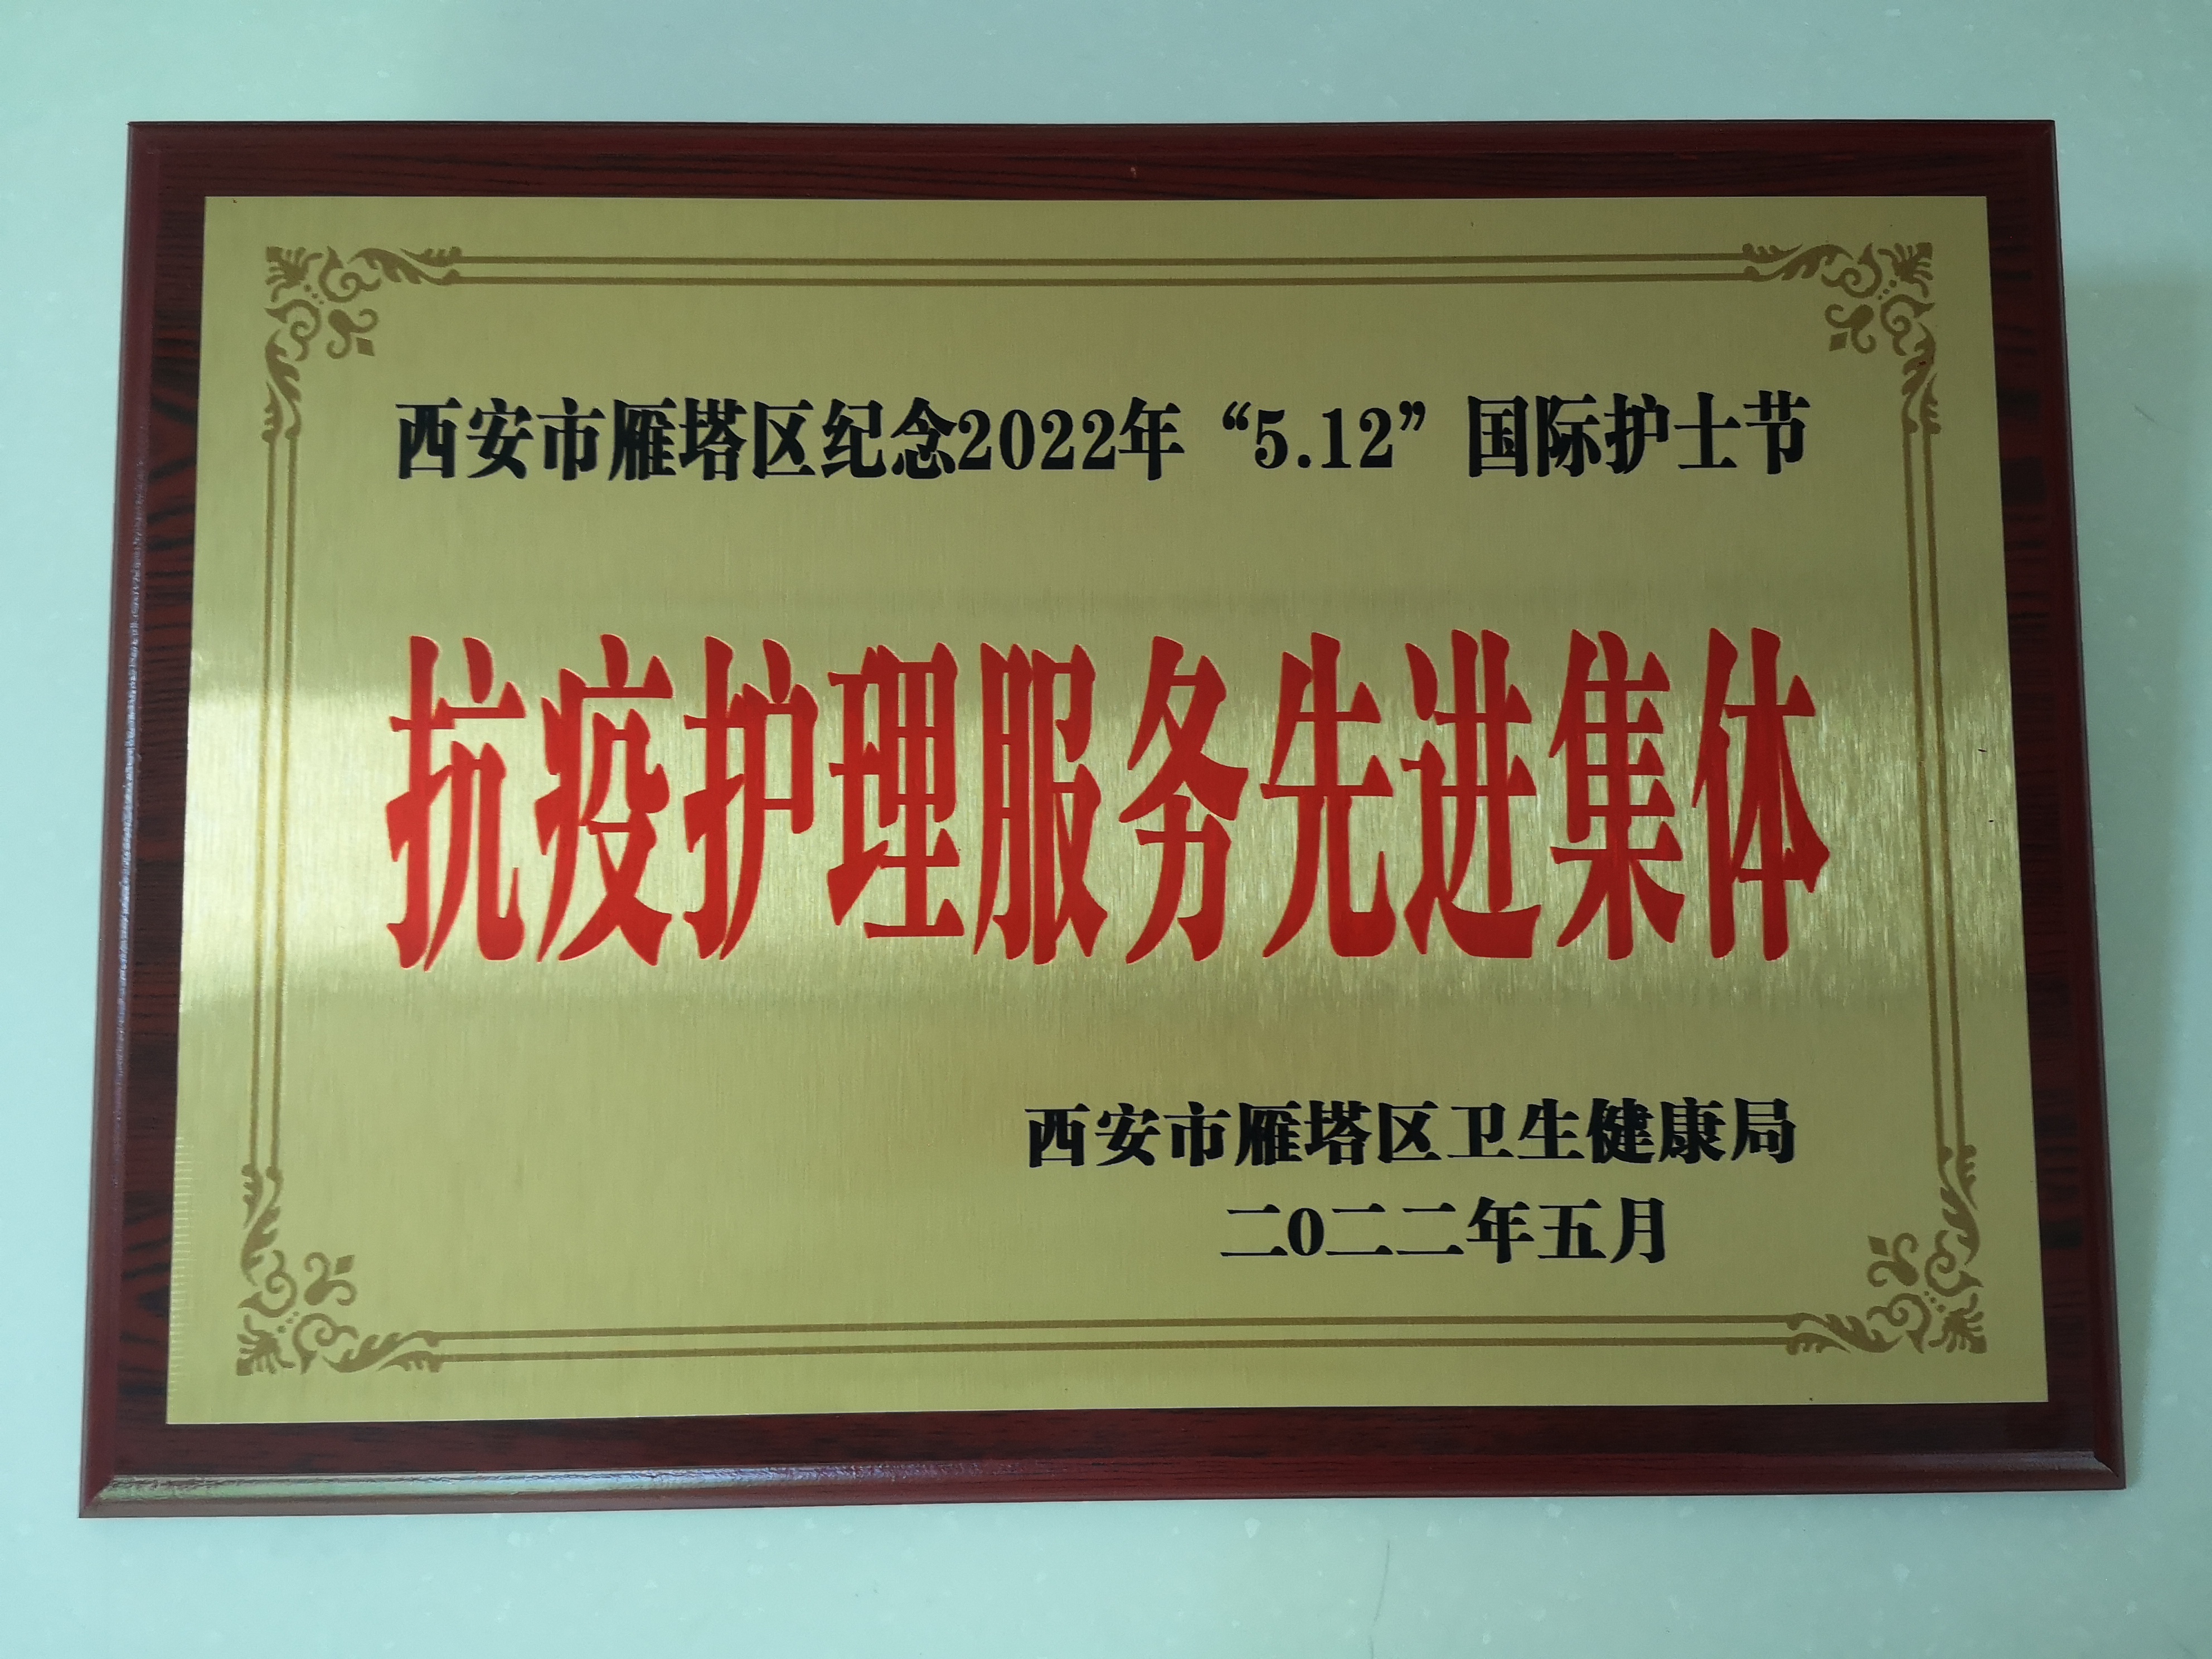 西安市雁塔区纪念2022年“5.12”国际护士节
抗疫护理服务先进集体
西安市雁塔区卫生健康局
二0二二年五月